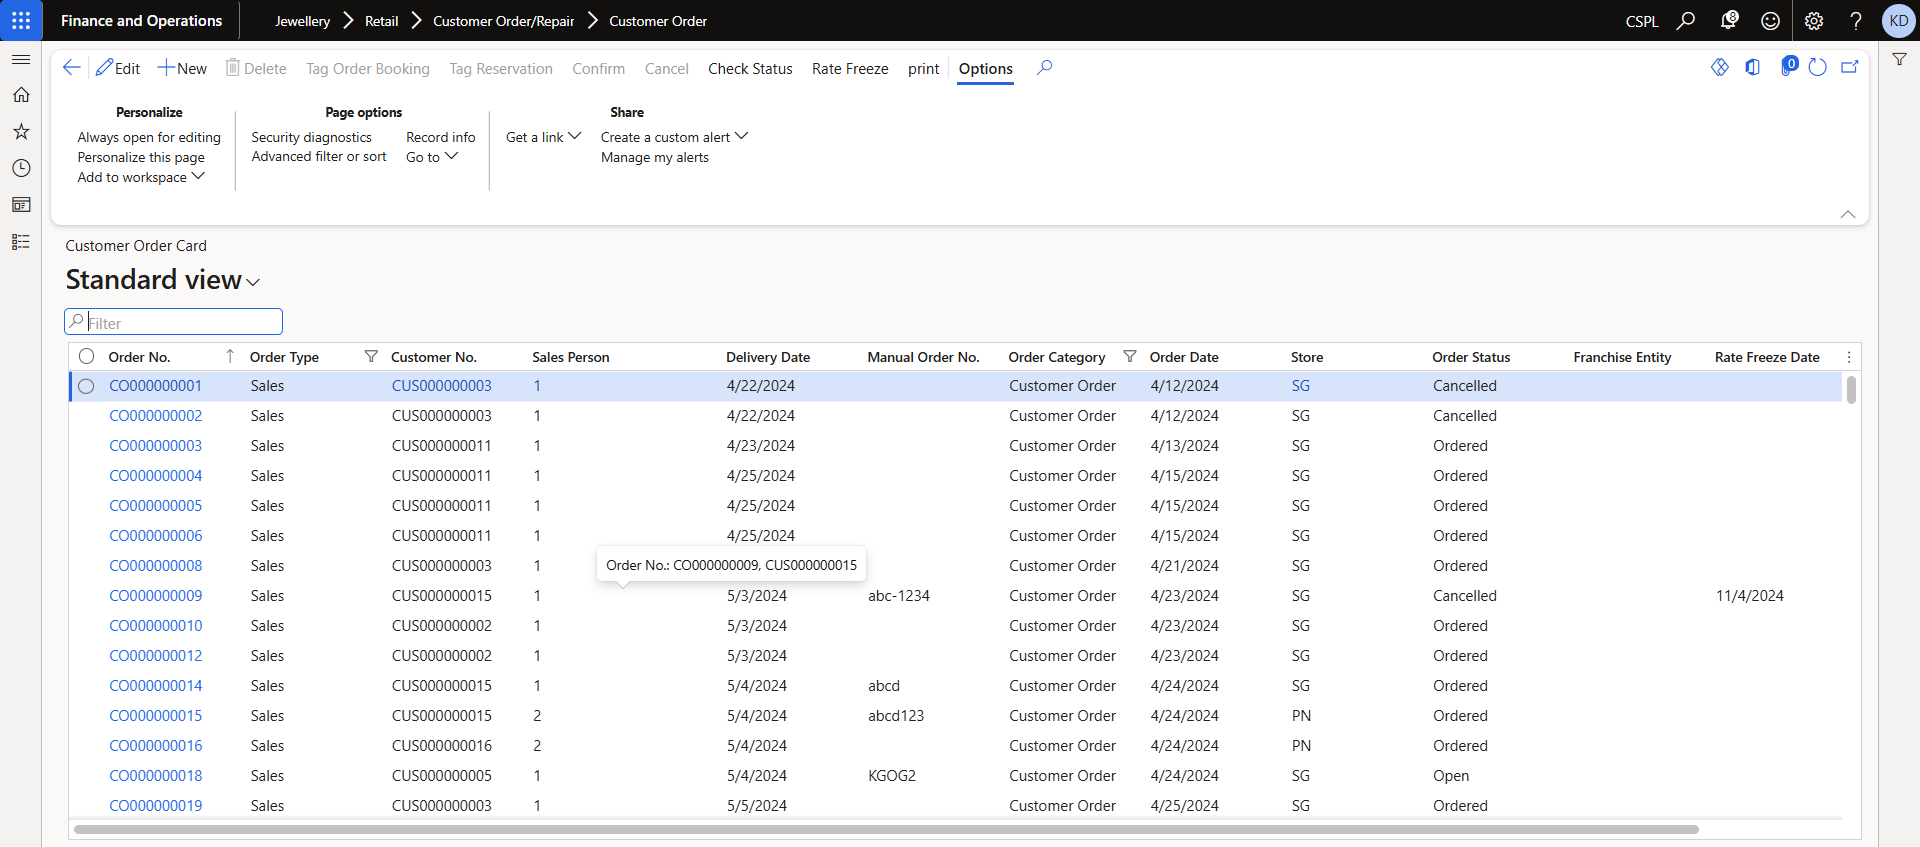 Finance and Operations Jewellery Retail Customer Order/Repair Customer Order CSPL 8 ? KD
Edit New Delete Tag Order Booking Tag Reservation Confirm Cancel Check Status Rate Freeze print Options 0
Personalize
Always open for editing
Personalize this page
Add to workspace
Page options
Security diagnostics Record info
Advanced filter or sort Go to
Get a link
Share
Create a custom alert
Manage my alerts
Customer Order Card
Standard view
Filter
Order No. Order Type Customer No. Sales Person Delivery Date Manual Order No. Order Category Order Date Store Order Status Franchise Entity Rate Freeze Date
CO000000001 Sales CUS000000003 1 4/22/2024 Customer Order 4/12/2024 SG Cancelled
CO000000002 Sales CUS000000003 1 4/22/2024 Customer Order 4/12/2024 SG Cancelled
CO000000003 Sales CUS000000011 1 4/23/2024 Customer Order 4/13/2024 SG Ordered
CO000000004 Sales CUS000000011 1 4/25/2024 Customer Order 4/15/2024 SG Ordered
CO000000005 Sales CUS000000011 1 4/25/2024 Customer Order 4/15/2024 SG Ordered
CO000000006 Sales CUS000000011 1 4/25/2024 Customer Order 4/15/2024 SG Ordered
CO000000008 Sales CUS000000003 1 Customer Order 4/21/2024 SG Ordered
Order No.: CO000000009, CUS000000015
CO000000009 Sales CUS000000015 1 5/3/2024 abc-1234 Customer Order 4/23/2024 SG Cancelled 11/4/2024
CO000000010 Sales CUS000000002 1 5/3/2024 Customer Order 4/23/2024 SG Ordered
CO000000012 Sales CUS000000002 1 5/3/2024 Customer Order 4/23/2024 SG Ordered
CO000000014 Sales CUS000000015 1 5/4/2024 abcd Customer Order 4/24/2024 SG Ordered
CO000000015 Sales CUS000000015 2 5/4/2024 abcd123 Customer Order 4/24/2024 PN Ordered
CO000000016 Sales CUS000000016 2 5/4/2024 Customer Order 4/24/2024 PN Ordered
CO000000018 Sales CUS000000005 1 5/4/2024 KGOG2 Customer Order 4/24/2024 SG Open
CO000000019 Sales CUS000000003 1 5/5/2024 Customer Order 4/25/2024 SG Ordered